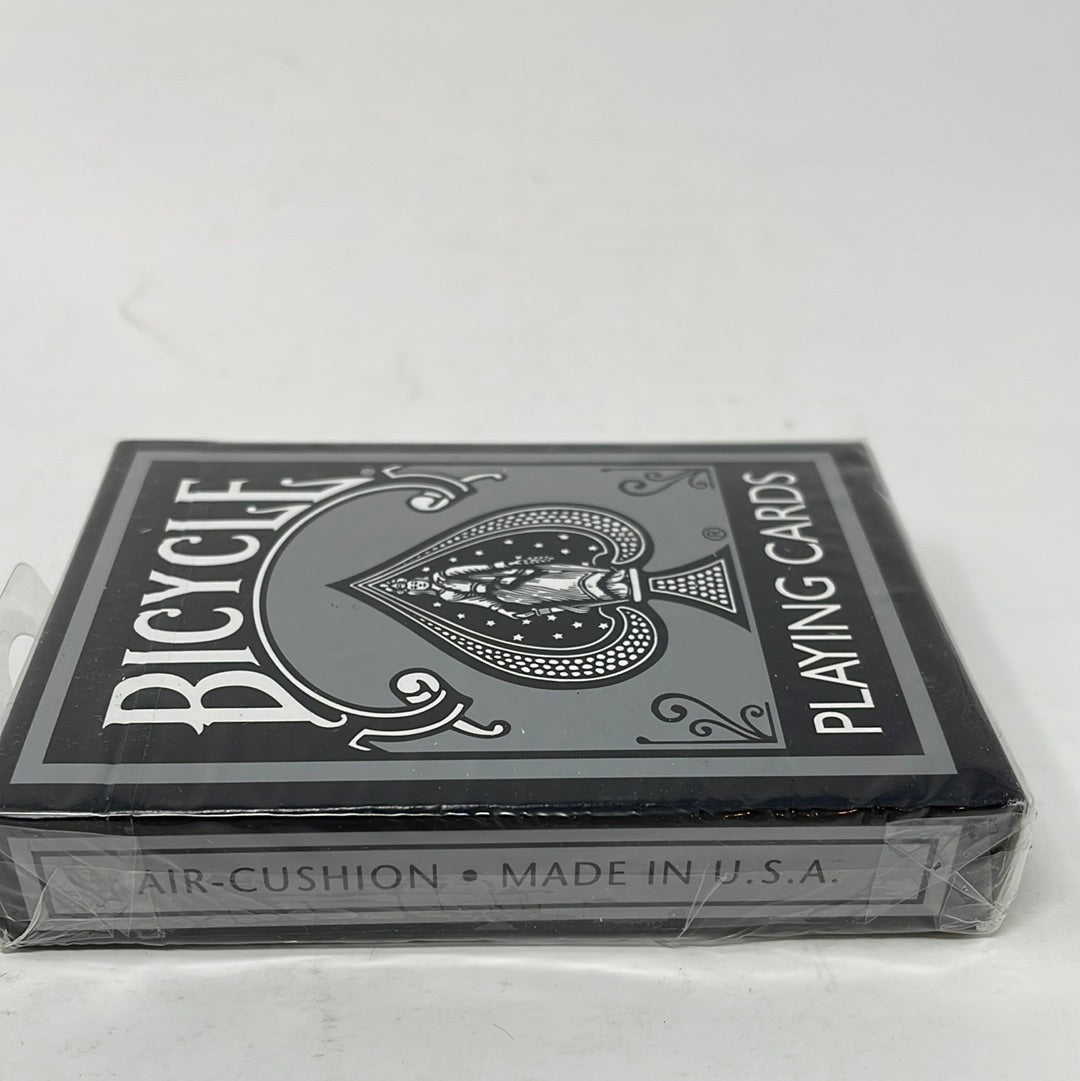 BICYCLE®
®
PLAYING CARDS
AIR-CUSHION • MADE IN U.S.A.